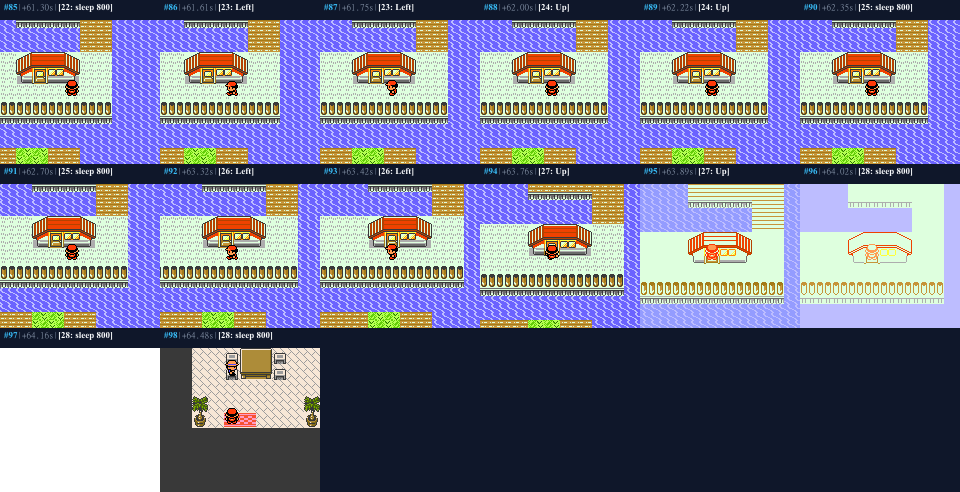 #85|+61.30s| [22: sleep 800]
#86|+61.61s| [23: Left]
#87|+61.75s| [23: Left]
#88|+62.00s| [24: Up]
#89|+62.22s| [24: Up]
#90|+62.35s| [25: sleep 800]
#91|+62.70s| [25: sleep 800]
#92|+63.32s| [26: Left]
#93|+63.42s| [26: Left]
#94|+63.76s| [27: Up]
#95|+63.89s| [27: Up]
#96|+64.02s| [28: sleep 800]
#97|+64.16s| [28: sleep 800]
#98|+64.48s| [28: sleep 800]